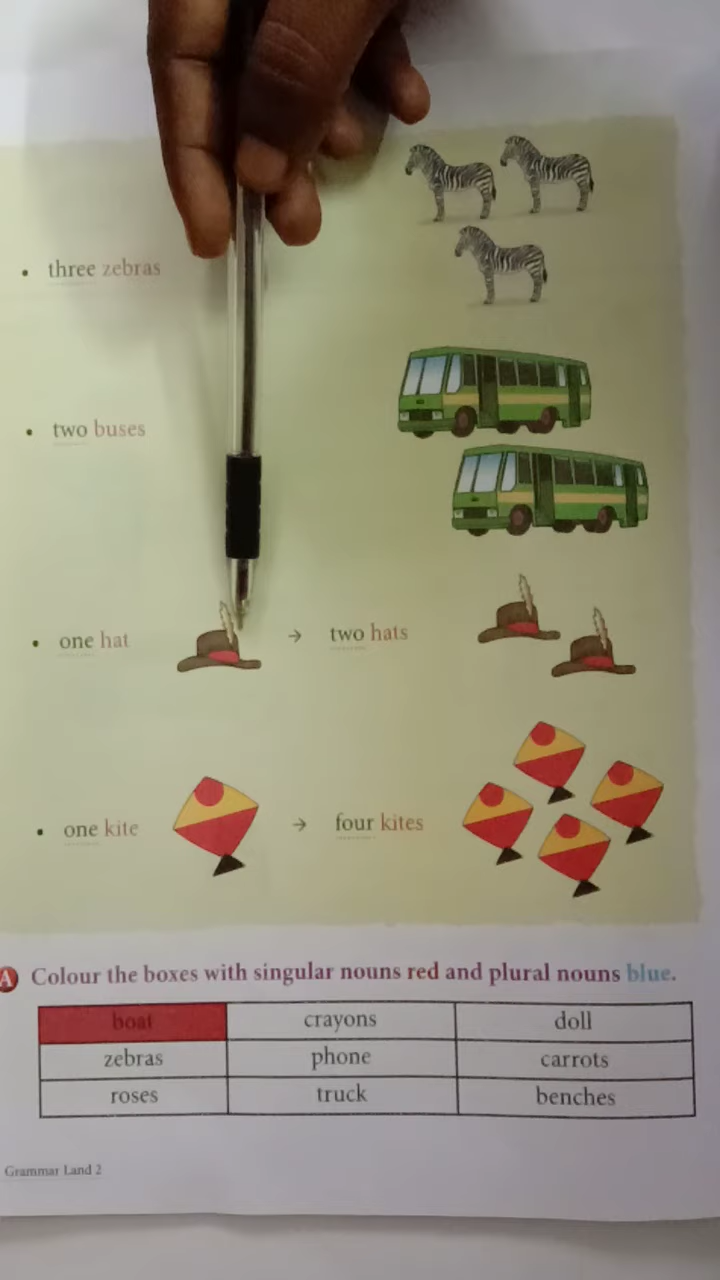 • three zebras
• two buses
• one hat → two hats
• one kite → four kites
A Colour the boxes with singular nouns red and plural nouns blue.
boat crayons doll
zebras phone carrots
roses truck benches
Grammar Land 2